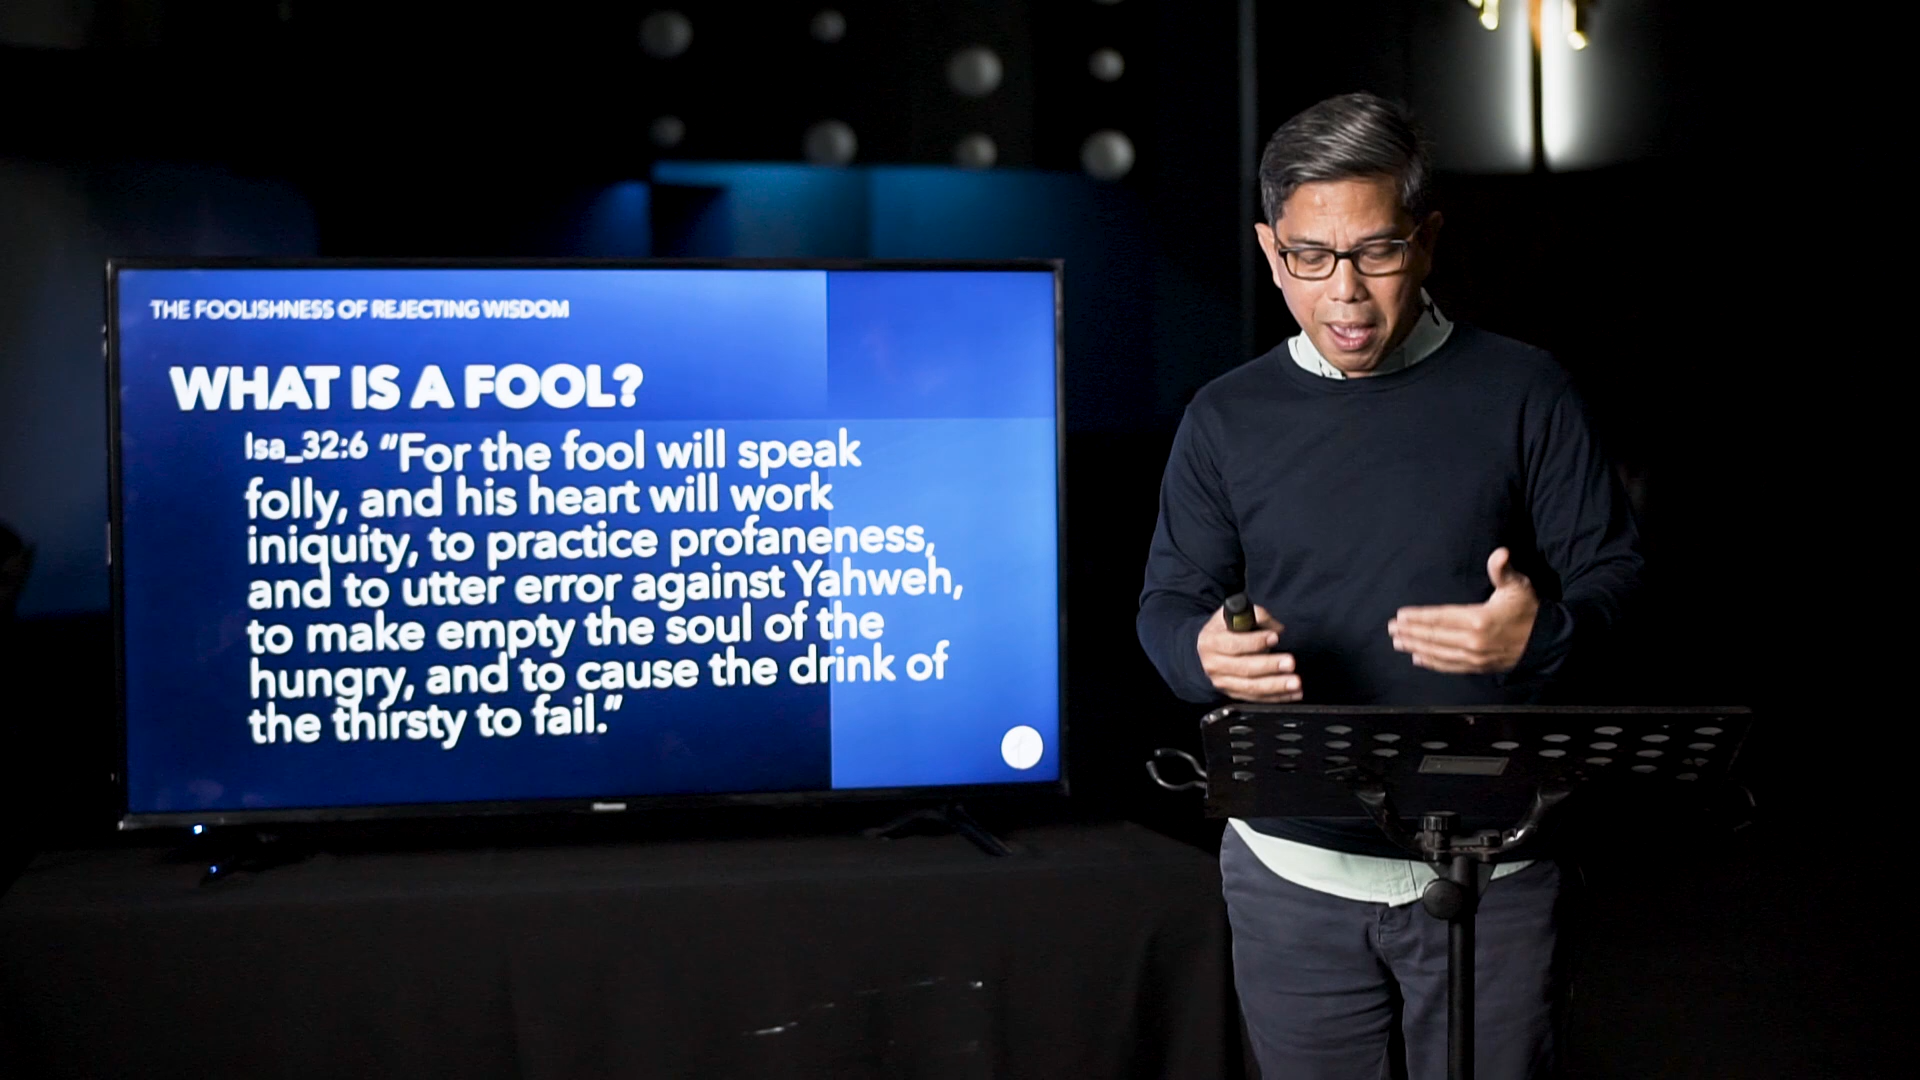 THE FOOLISHNESS OF REJECTING WISDOM
WHAT IS A FOOL?
Isa_32:6 “For the fool will speak
folly, and his heart will work
iniquity, to practice profaneness,
and to utter error against Yahweh,
to make empty the soul of the
hungry, and to cause the drink of
the thirsty to fail.”
Hisense